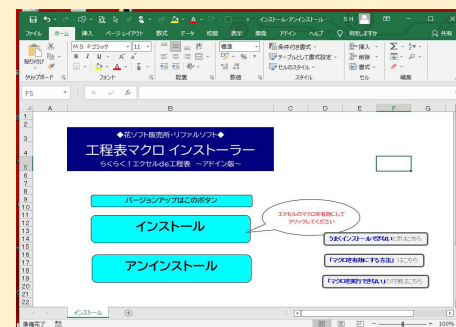 インストール-アンインストール...
S H
ファイル ホーム 挿入 ページ レイアウト 数式 データ 校閲 表示 開発 アドイン ヘルプ 何をしますか 共有
貼り付け
ＭＳ Ｐゴシック 11
標準
条件付き書式
テーブルとして書式設定
セルのスタイル
挿入
削除
書式
クリップボード フォント 配置 数値 スタイル セル 編集
F5
A B C D E F G
◆花ソフト販売所・リファルソフト◆
工程表マクロ インストーラー
らくらく！エクセルde工程表 ～アドイン版～
バージョンアップはこのボタン
インストール
エクセルのマクロを有効にして
クリックしてください
うまくインストールできないときはこちら
アンインストール
「マクロを有効にする方法」はこちら
「マクロを実行できない」の対策はこちら
インストール
準備完了
100%